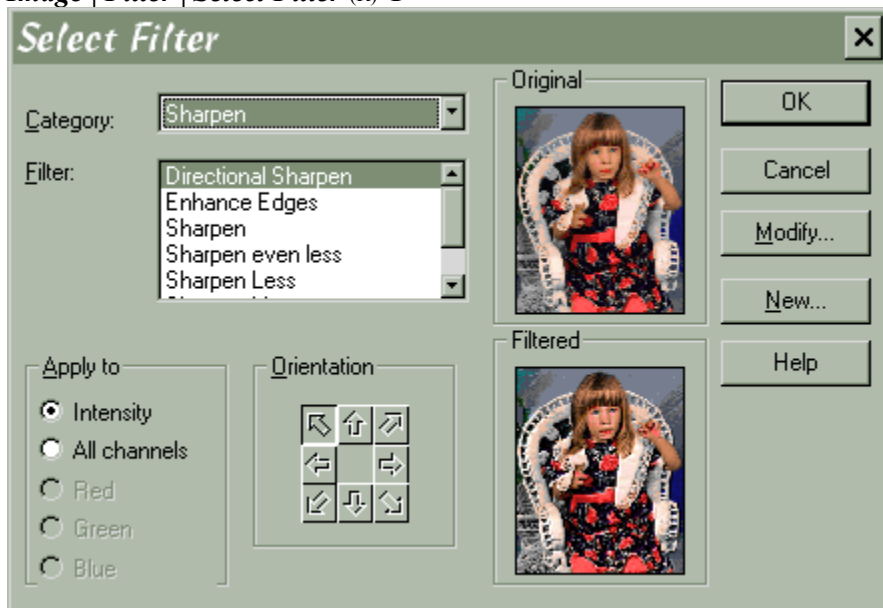 Select Filter
Category:
Sharpen
Filter:
Directional Sharpen
Enhance Edges
Sharpen
Sharpen even less
Sharpen Less
Apply to
Intensity
All channels
Red
Green
Blue
Orientation
Original
Filtered
OK
Cancel
Modify...
New...
Help